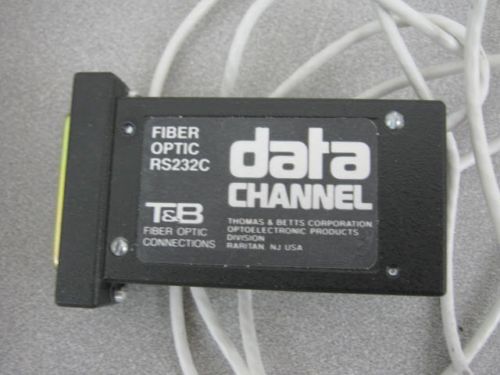 FIBER
OPTIC
RS232C
data
CHANNEL
T&B
FIBER OPTIC
CONNECTIONS
THOMAS & BETTS CORPORATION
OPTOELECTRONIC PRODUCTS
DIVISION
RARITAN, NJ USA